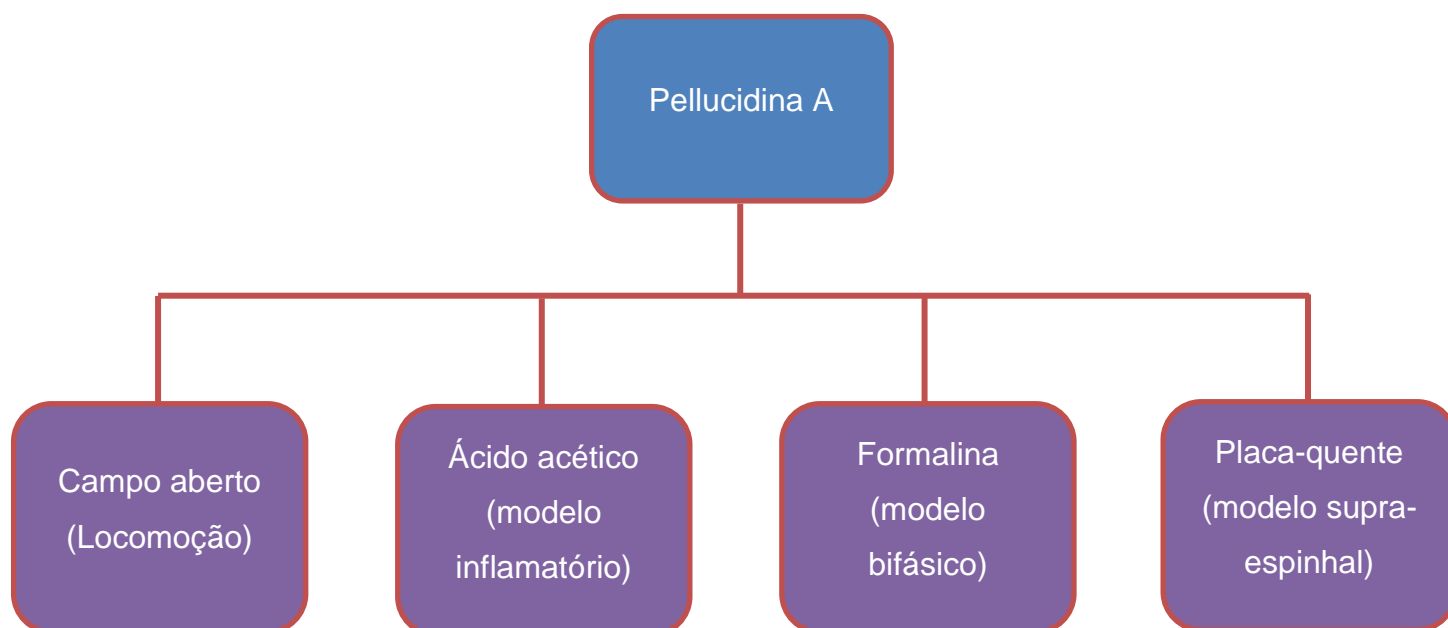 Pellucidina A
Campo aberto
(Locomoção)
Ácido acético
(modelo
inflamatório)
Formalina
(modelo
bifásico)
Placa-quente
(modelo supra-
espinhal)